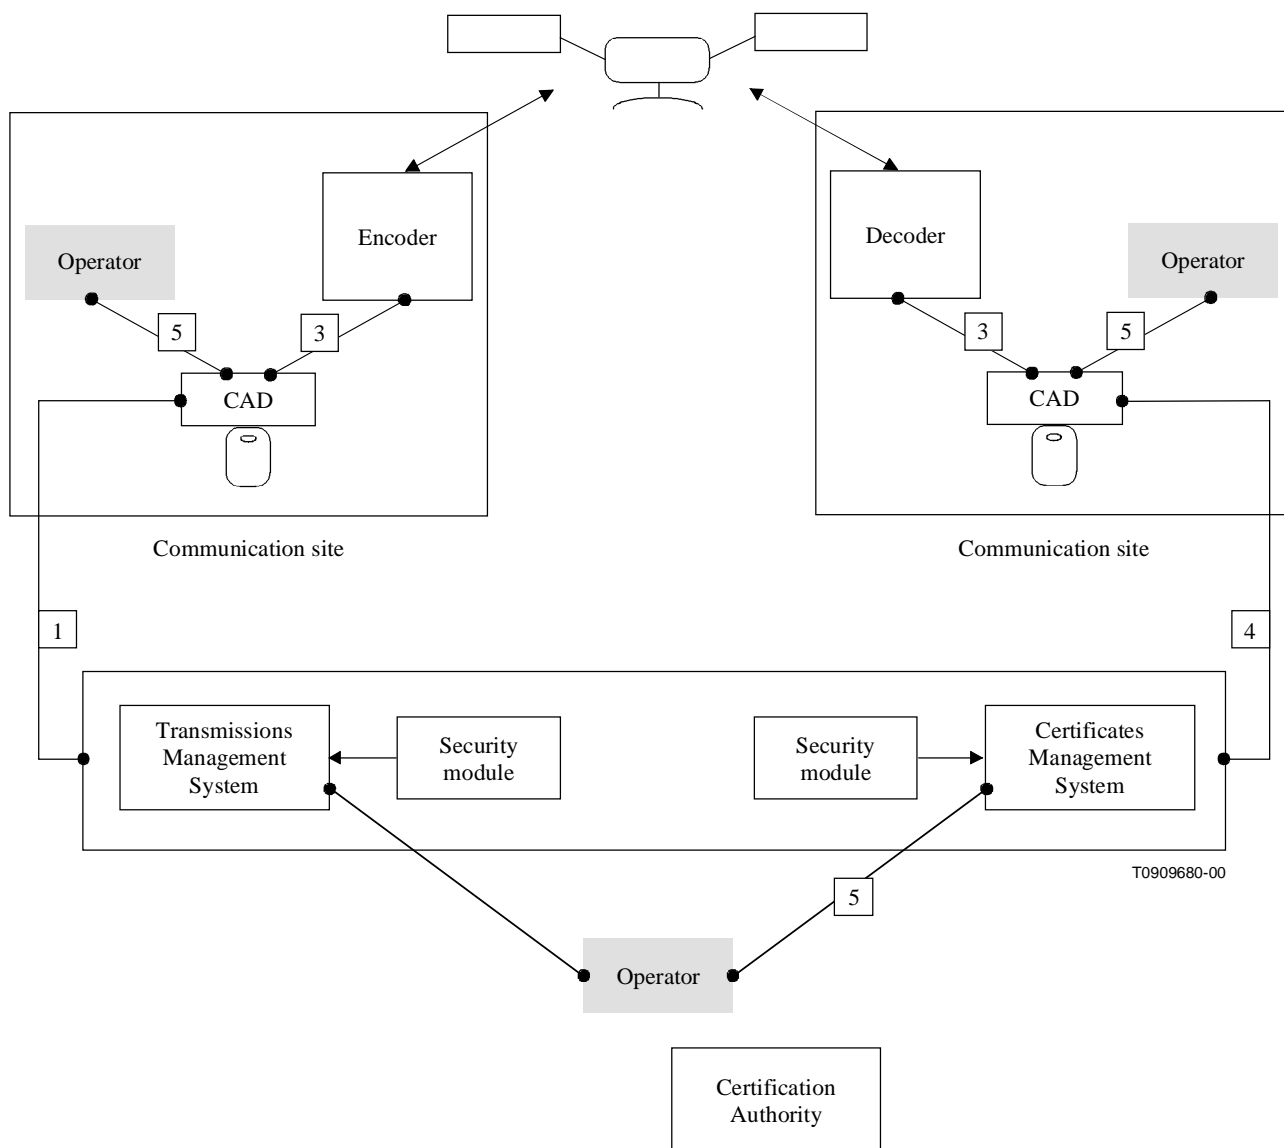 Encoder
Operator
5
3
CAD
Communication site
Decoder
Operator
3
5
CAD
Communication site
1
4
Transmissions
Management
System
Security
module
Security
module
Certificates
Management
System
T0909680-00
5
Operator
Certification
Authority